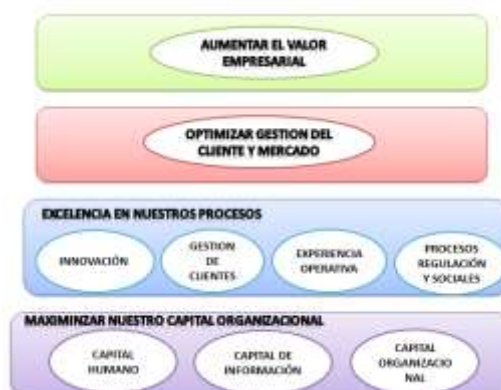 AUMENTAR EL VALOR
EMPRESARIAL
OPTIMIZAR GESTION DEL
CLIENTE Y MERCADO
EXCELENCIA EN NUESTROS PROCESOS
INNOVACIÓN
GESTION
DE
CLIENTES
EXPERIENCIA
OPERATIVA
PROCESOS
REGULACIÓN
Y SOCIALES
MAXIMINZAR NUESTRO CAPITAL ORGANIZACIONAL
CAPITAL
HUMANO
CAPITAL DE
INFORMACIÓN
CAPITAL
ORGANIZACIO
NAL